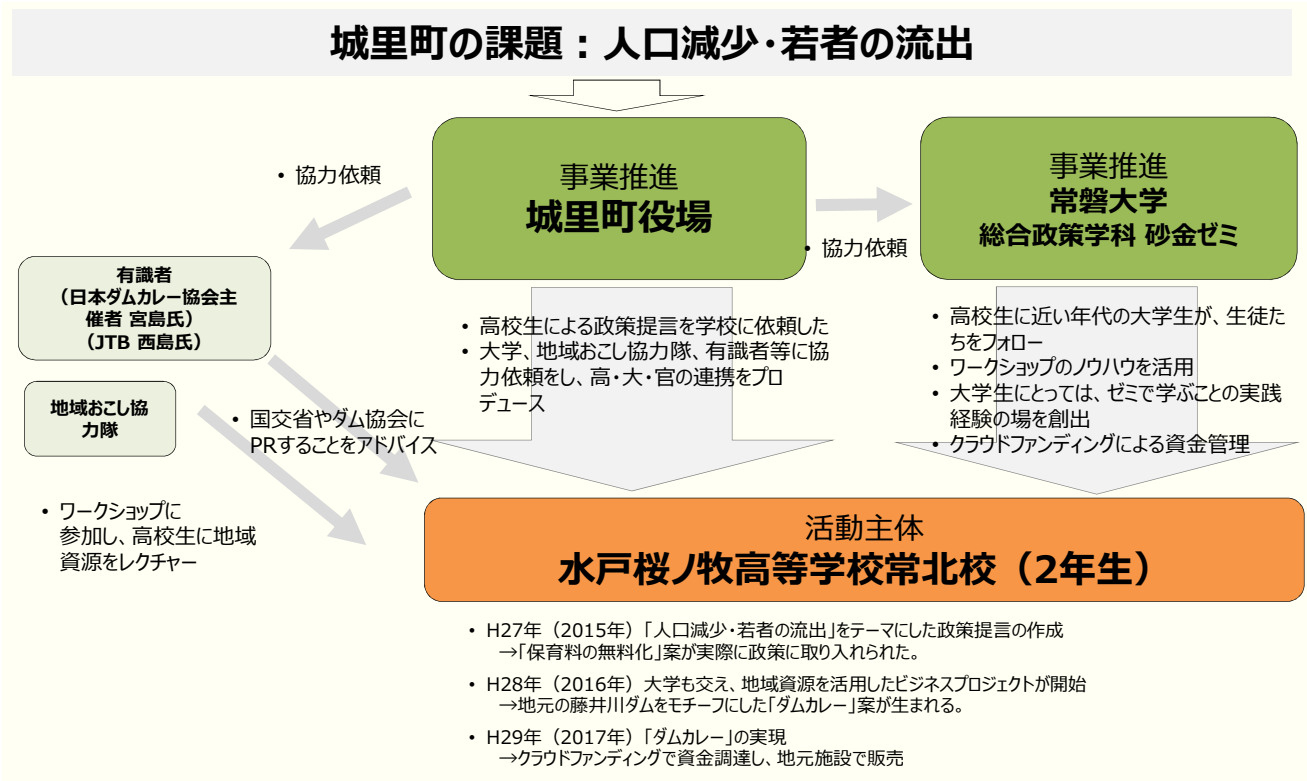 城里町の課題：人口減少・若者の流出
事業推進
城里町役場
事業推進
常磐大学
総合政策学科 砂金ゼミ
• 協力依頼
• 協力依頼
有識者
（日本ダムカレー協会主
催者 宮島氏）
（JTB 西島氏）
地域おこし協
力隊
• 高校生による政策提言を学校に依頼した
• 大学、地域おこし協力隊、有識者等に協
力依頼をし、高・大・官の連携をプロ
デュース
• 高校生に近い年代の大学生が、生徒た
ちをフォロー
• ワークショップのノウハウを活用
• 大学生にとっては、ゼミで学ぶことの実践
経験の場を創出
• クラウドファンディングによる資金管理
• 国交省やダム協会に
PRすることをアドバイス
• ワークショップに
参加し、高校生に地域
資源をレクチャー
活動主体
水戸桜ノ牧高等学校常北校（2年生）
• H27年（2015年）「人口減少・若者の流出」をテーマにした政策提言の作成
→「保育料の無料化」案が実際に政策に取り入れられた。
• H28年（2016年）大学も交え、地域資源を活用したビジネスプロジェクトが開始
→地元の藤井川ダムをモチーフにした「ダムカレー」案が生まれる。
• H29年（2017年）「ダムカレー」の実現
→クラウドファンディングで資金調達し、地元施設で販売